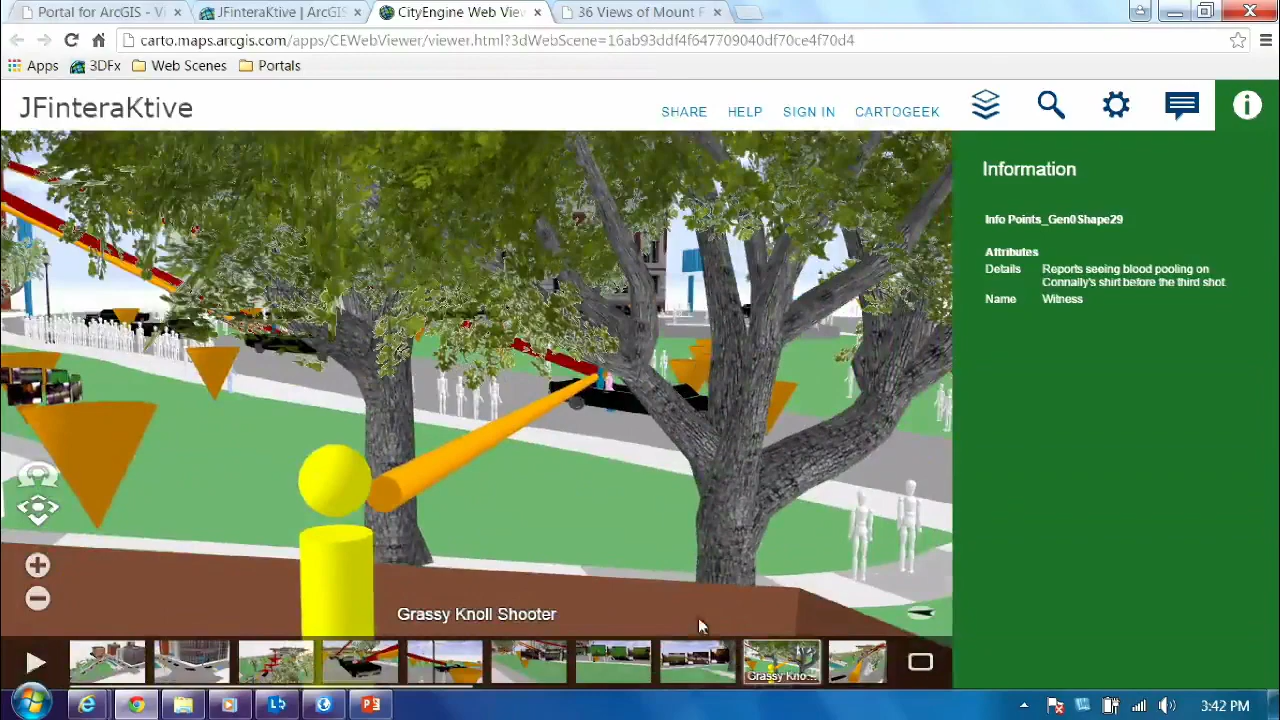 Portal for ArcGIS - Vi
JFinteraKtive | ArcGIS
CityEngine Web View
36 Views of Mount F
carto.maps.arcgis.com/apps/CEWebViewer/viewer.html?3dWebScene=16ab93ddf4f647709040df70ce4f70d4
Apps
3DFx
Web Scenes
Portals
JFinteraKtive
SHARE
HELP
SIGN IN
CARTOGEEK
Information
Info Points_Gen0Shape29
Attributes
Details Reports seeing blood pooling on
Connally's shirt before the third shot
Name Witness
Grassy Knoll Shooter
Grassy Kno...
3:42 PM